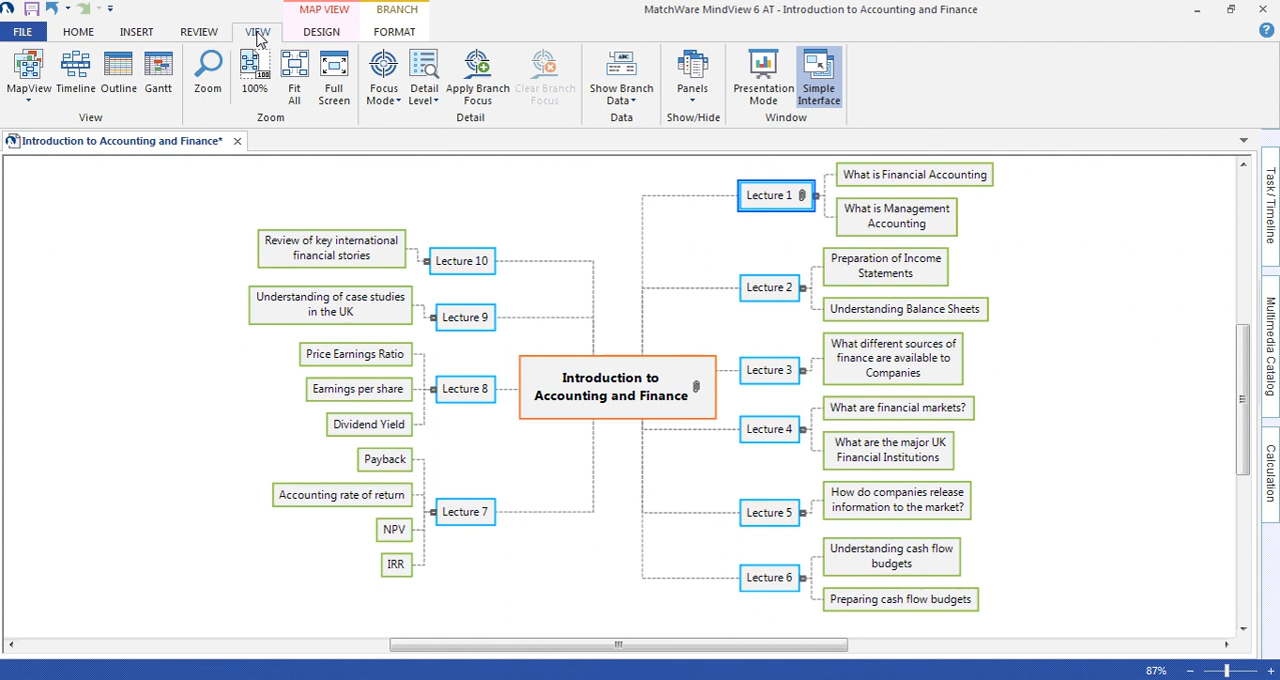 MAP VIEW
BRANCH
MatchWare MindView 6 AT - Introduction to Accounting and Finance
FILE
HOME
INSERT
REVIEW
VIEW
DESIGN
FORMAT
MapView
Timeline
Outline
Gantt
View
Zoom
100
100%
Fit
All
Full
Screen
Zoom
Focus
Mode
Detail
Level
Apply Branch
Focus
Clear Branch
Focus
Detail
ABC
Show Branch
Data
Data
Panels
Show/Hide
Presentation
Mode
Simple
Interface
Window
Introduction to Accounting and Finance*
Introduction to
Accounting and Finance
Lecture 1
What is Financial Accounting
What is Management
Accounting
Lecture 2
Preparation of Income
Statements
Understanding Balance Sheets
Lecture 3
What different sources of
finance are available to
Companies
Lecture 4
What are financial markets?
What are the major UK
Financial Institutions
Lecture 5
How do companies release
information to the market?
Lecture 6
Understanding cash flow
budgets
Preparing cash flow budgets
Lecture 10
Review of key international
financial stories
Lecture 9
Understanding of case studies
in the UK
Lecture 8
Price Earnings Ratio
Earnings per share
Dividend Yield
Lecture 7
Payback
Accounting rate of return
NPV
IRR
Task/Timeline
Multimedia Catalog
Calculation
87%